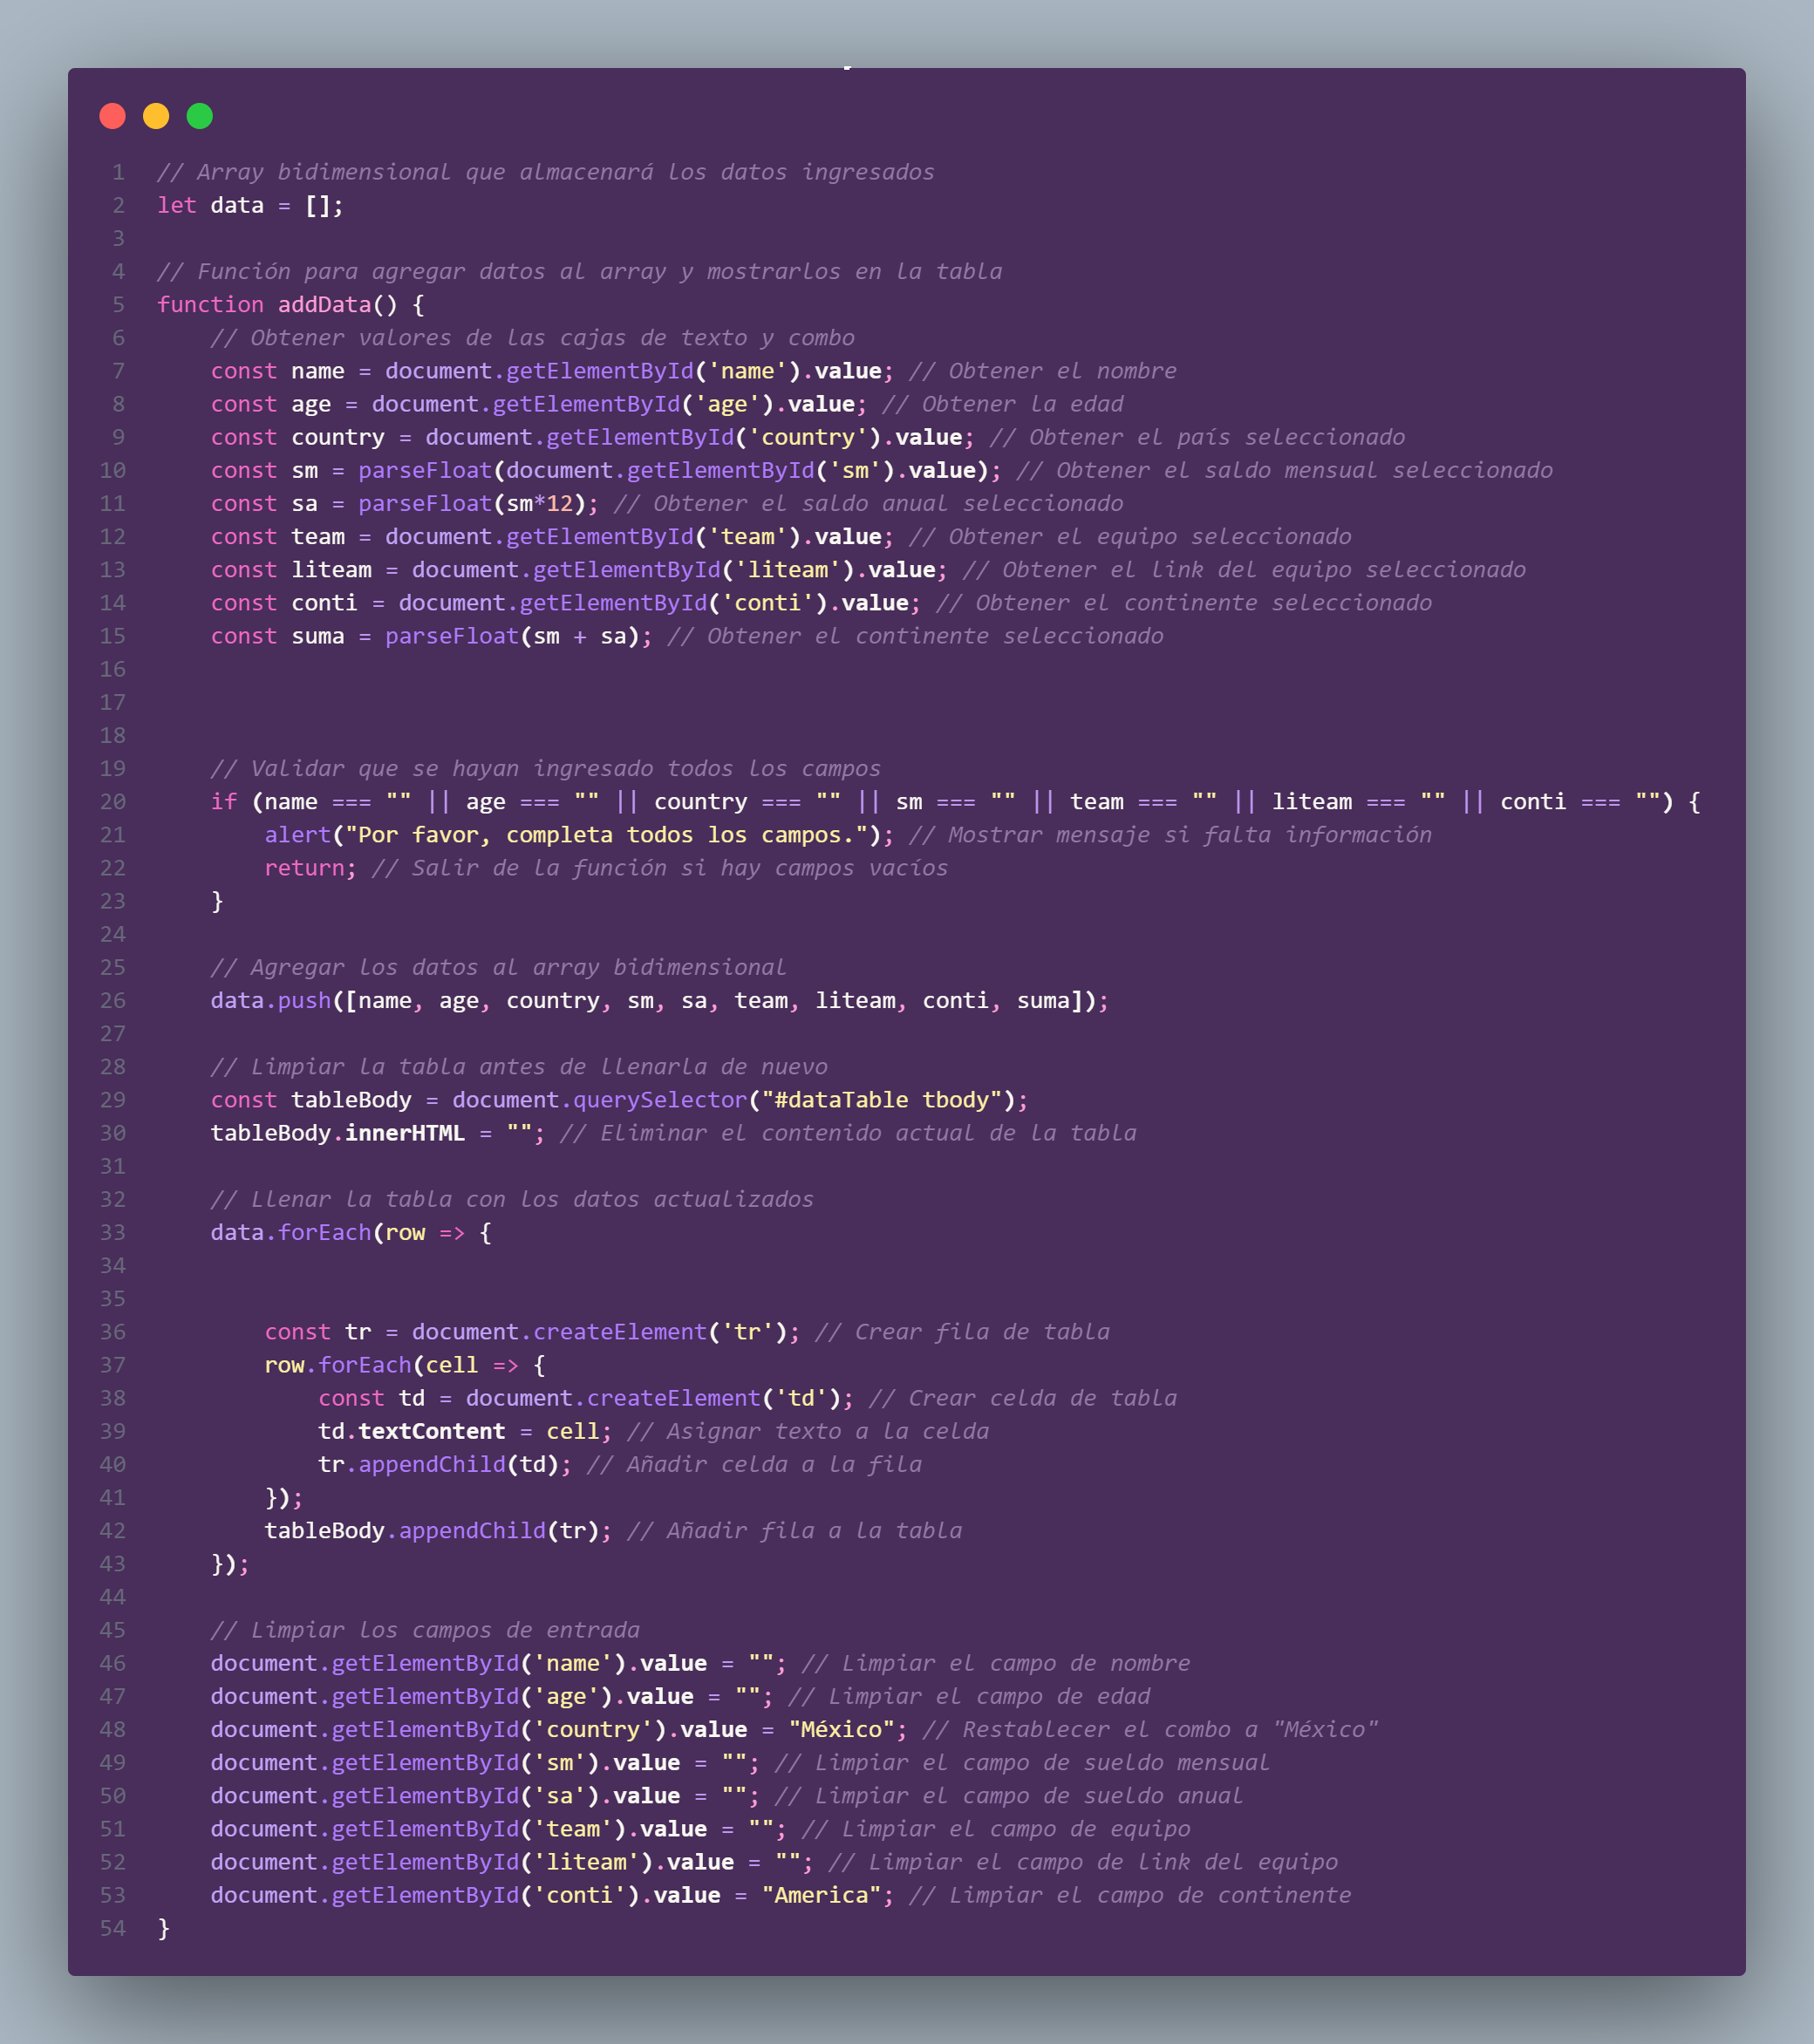 1 // Array bidimensional que almacenará los datos ingresados
2 let data = [];
3
4 // Función para agregar datos al array y mostrarlos en la tabla
5 function addData() {
6     // Obtener valores de las cajas de texto y combo
7     const name = document.getElementById('name').value; // Obtener el nombre
8     const age = document.getElementById('age').value; // Obtener la edad
9     const country = document.getElementById('country').value; // Obtener el país seleccionado
10     const sm = parseFloat(document.getElementById('sm').value); // Obtener el saldo mensual seleccionado
11     const sa = parseFloat(sm*12); // Obtener el saldo anual seleccionado
12     const team = document.getElementById('team').value; // Obtener el equipo seleccionado
13     const liteam = document.getElementById('liteam').value; // Obtener el link del equipo seleccionado
14     const conti = document.getElementById('conti').value; // Obtener el continente seleccionado
15     const suma = parseFloat(sm + sa); // Obtener el continente seleccionado
16
17
18
19     // Validar que se hayan ingresado todos los campos
20     if (name === "" || age === "" || country === "" || sm === "" || team === "" || liteam === "" || conti === "") {
21         alert("Por favor, completa todos los campos."); // Mostrar mensaje si falta información
22         return; // Salir de la función si hay campos vacíos
23     }
24
25     // Agregar los datos al array bidimensional
26     data.push([name, age, country, sm, sa, team, liteam, conti, suma]);
27
28     // Limpiar la tabla antes de llenarla de nuevo
29     const tableBody = document.querySelector("#dataTable tbody");
30     tableBody.innerHTML = ""; // Eliminar el contenido actual de la tabla
31
32     // Llenar la tabla con los datos actualizados
33     data.forEach(row => {
34
35
36         const tr = document.createElement('tr'); // Crear fila de tabla
37         row.forEach(cell => {
38             const td = document.createElement('td'); // Crear celda de tabla
39             td.textContent = cell; // Asignar texto a la celda
40             tr.appendChild(td); // Añadir celda a la fila
41         });
42         tableBody.appendChild(tr); // Añadir fila a la tabla
43     });
44
45     // Limpiar los campos de entrada
46     document.getElementById('name').value = ""; // Limpiar el campo de nombre
47     document.getElementById('age').value = ""; // Limpiar el campo de edad
48     document.getElementById('country').value = "México"; // Restablecer el combo a "México"
49     document.getElementById('sm').value = ""; // Limpiar el campo de sueldo mensual
50     document.getElementById('sa').value = ""; // Limpiar el campo de sueldo anual
51     document.getElementById('team').value = ""; // Limpiar el campo de equipo
52     document.getElementById('liteam').value = ""; // Limpiar el campo de link del equipo
53     document.getElementById('conti').value = "America"; // Limpiar el campo de continente
54 }